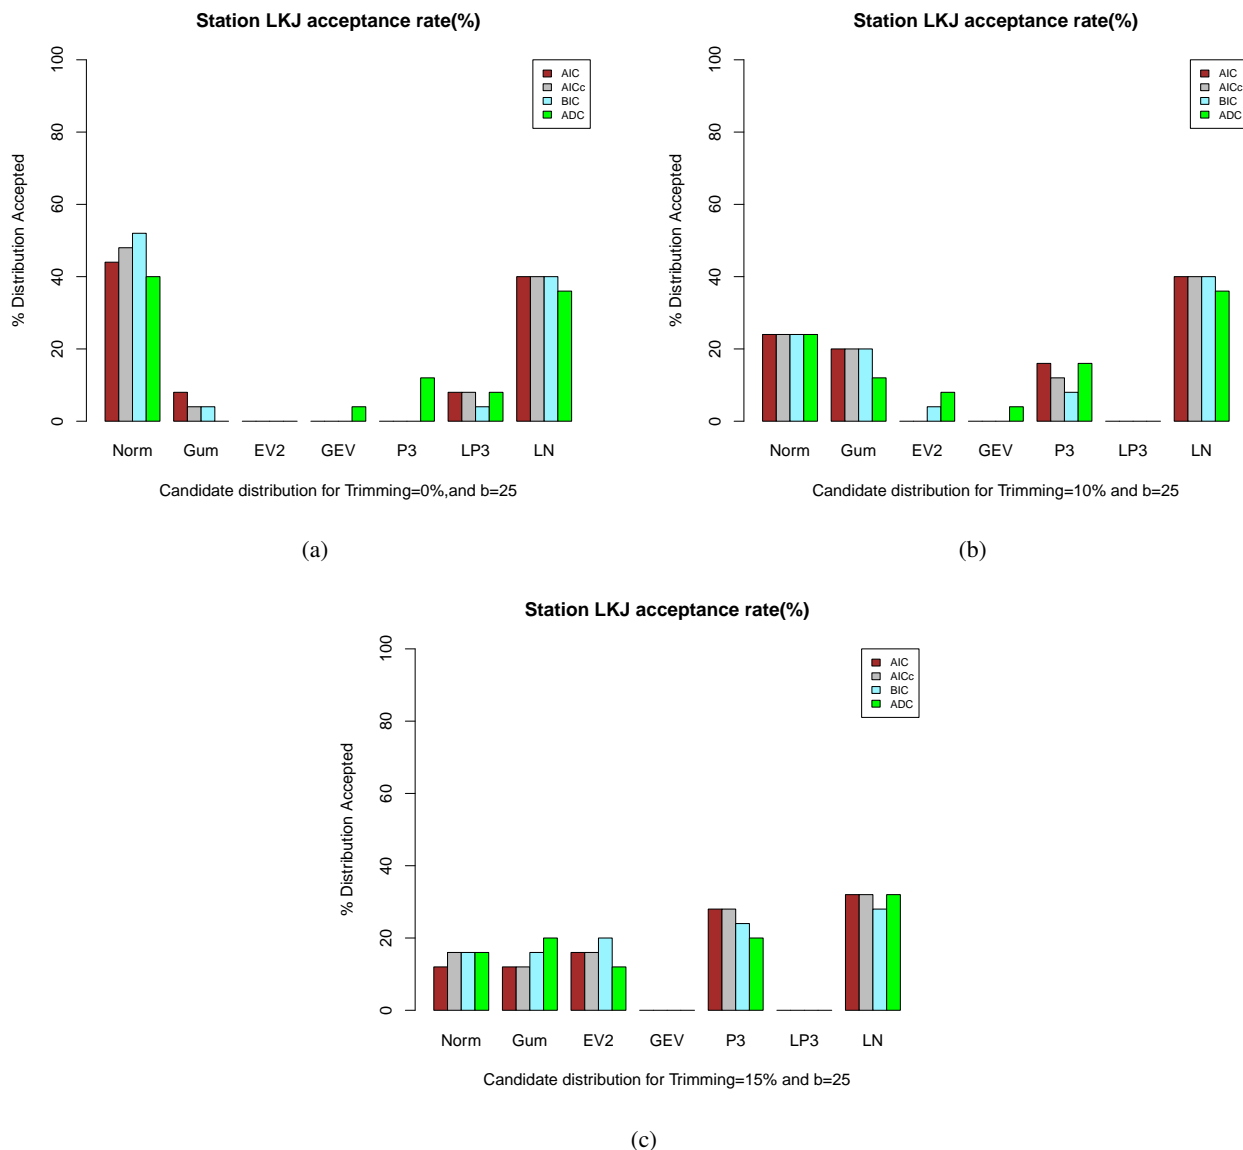 Station LKJ acceptance rate(%)
% Distribution Accepted
100
80
60
40
20
0
AIC
AICc
BIC
ADC
Norm Gum EV2 GEV P3 LP3 LN
Candidate distribution for Trimming=0%,and b=25
(a)
Station LKJ acceptance rate(%)
% Distribution Accepted
100
80
60
40
20
0
AIC
AICc
BIC
ADC
Norm Gum EV2 GEV P3 LP3 LN
Candidate distribution for Trimming=10% and b=25
(b)
Station LKJ acceptance rate(%)
% Distribution Accepted
100
80
60
40
20
0
AIC
AICc
BIC
ADC
Norm Gum EV2 GEV P3 LP3 LN
Candidate distribution for Trimming=15% and b=25
(c)